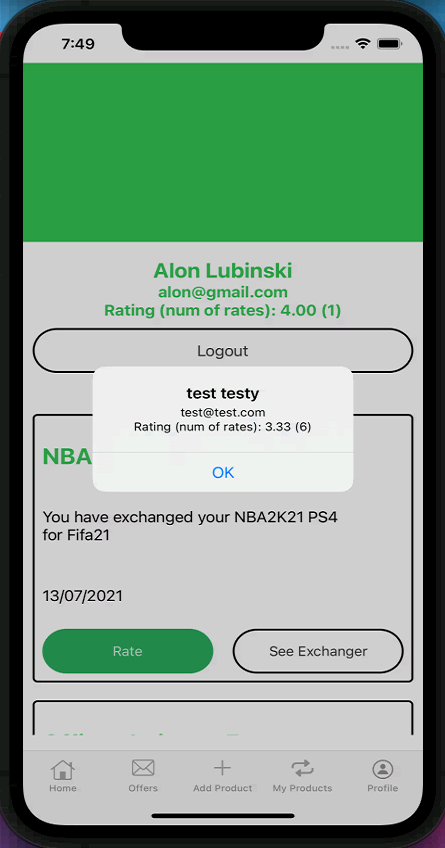 7:49
Alon Lubinski
alon@gmail.com
Rating (num of rates): 4.00 (1)
Logout
test testy
test@test.com
Rating (num of rates): 3.33 (6)
OK
NBA
You have exchanged your NBA2K21 PS4
for Fifa21
13/07/2021
Rate
See Exchanger
Home
Offers
Add Product
My Products
Profile